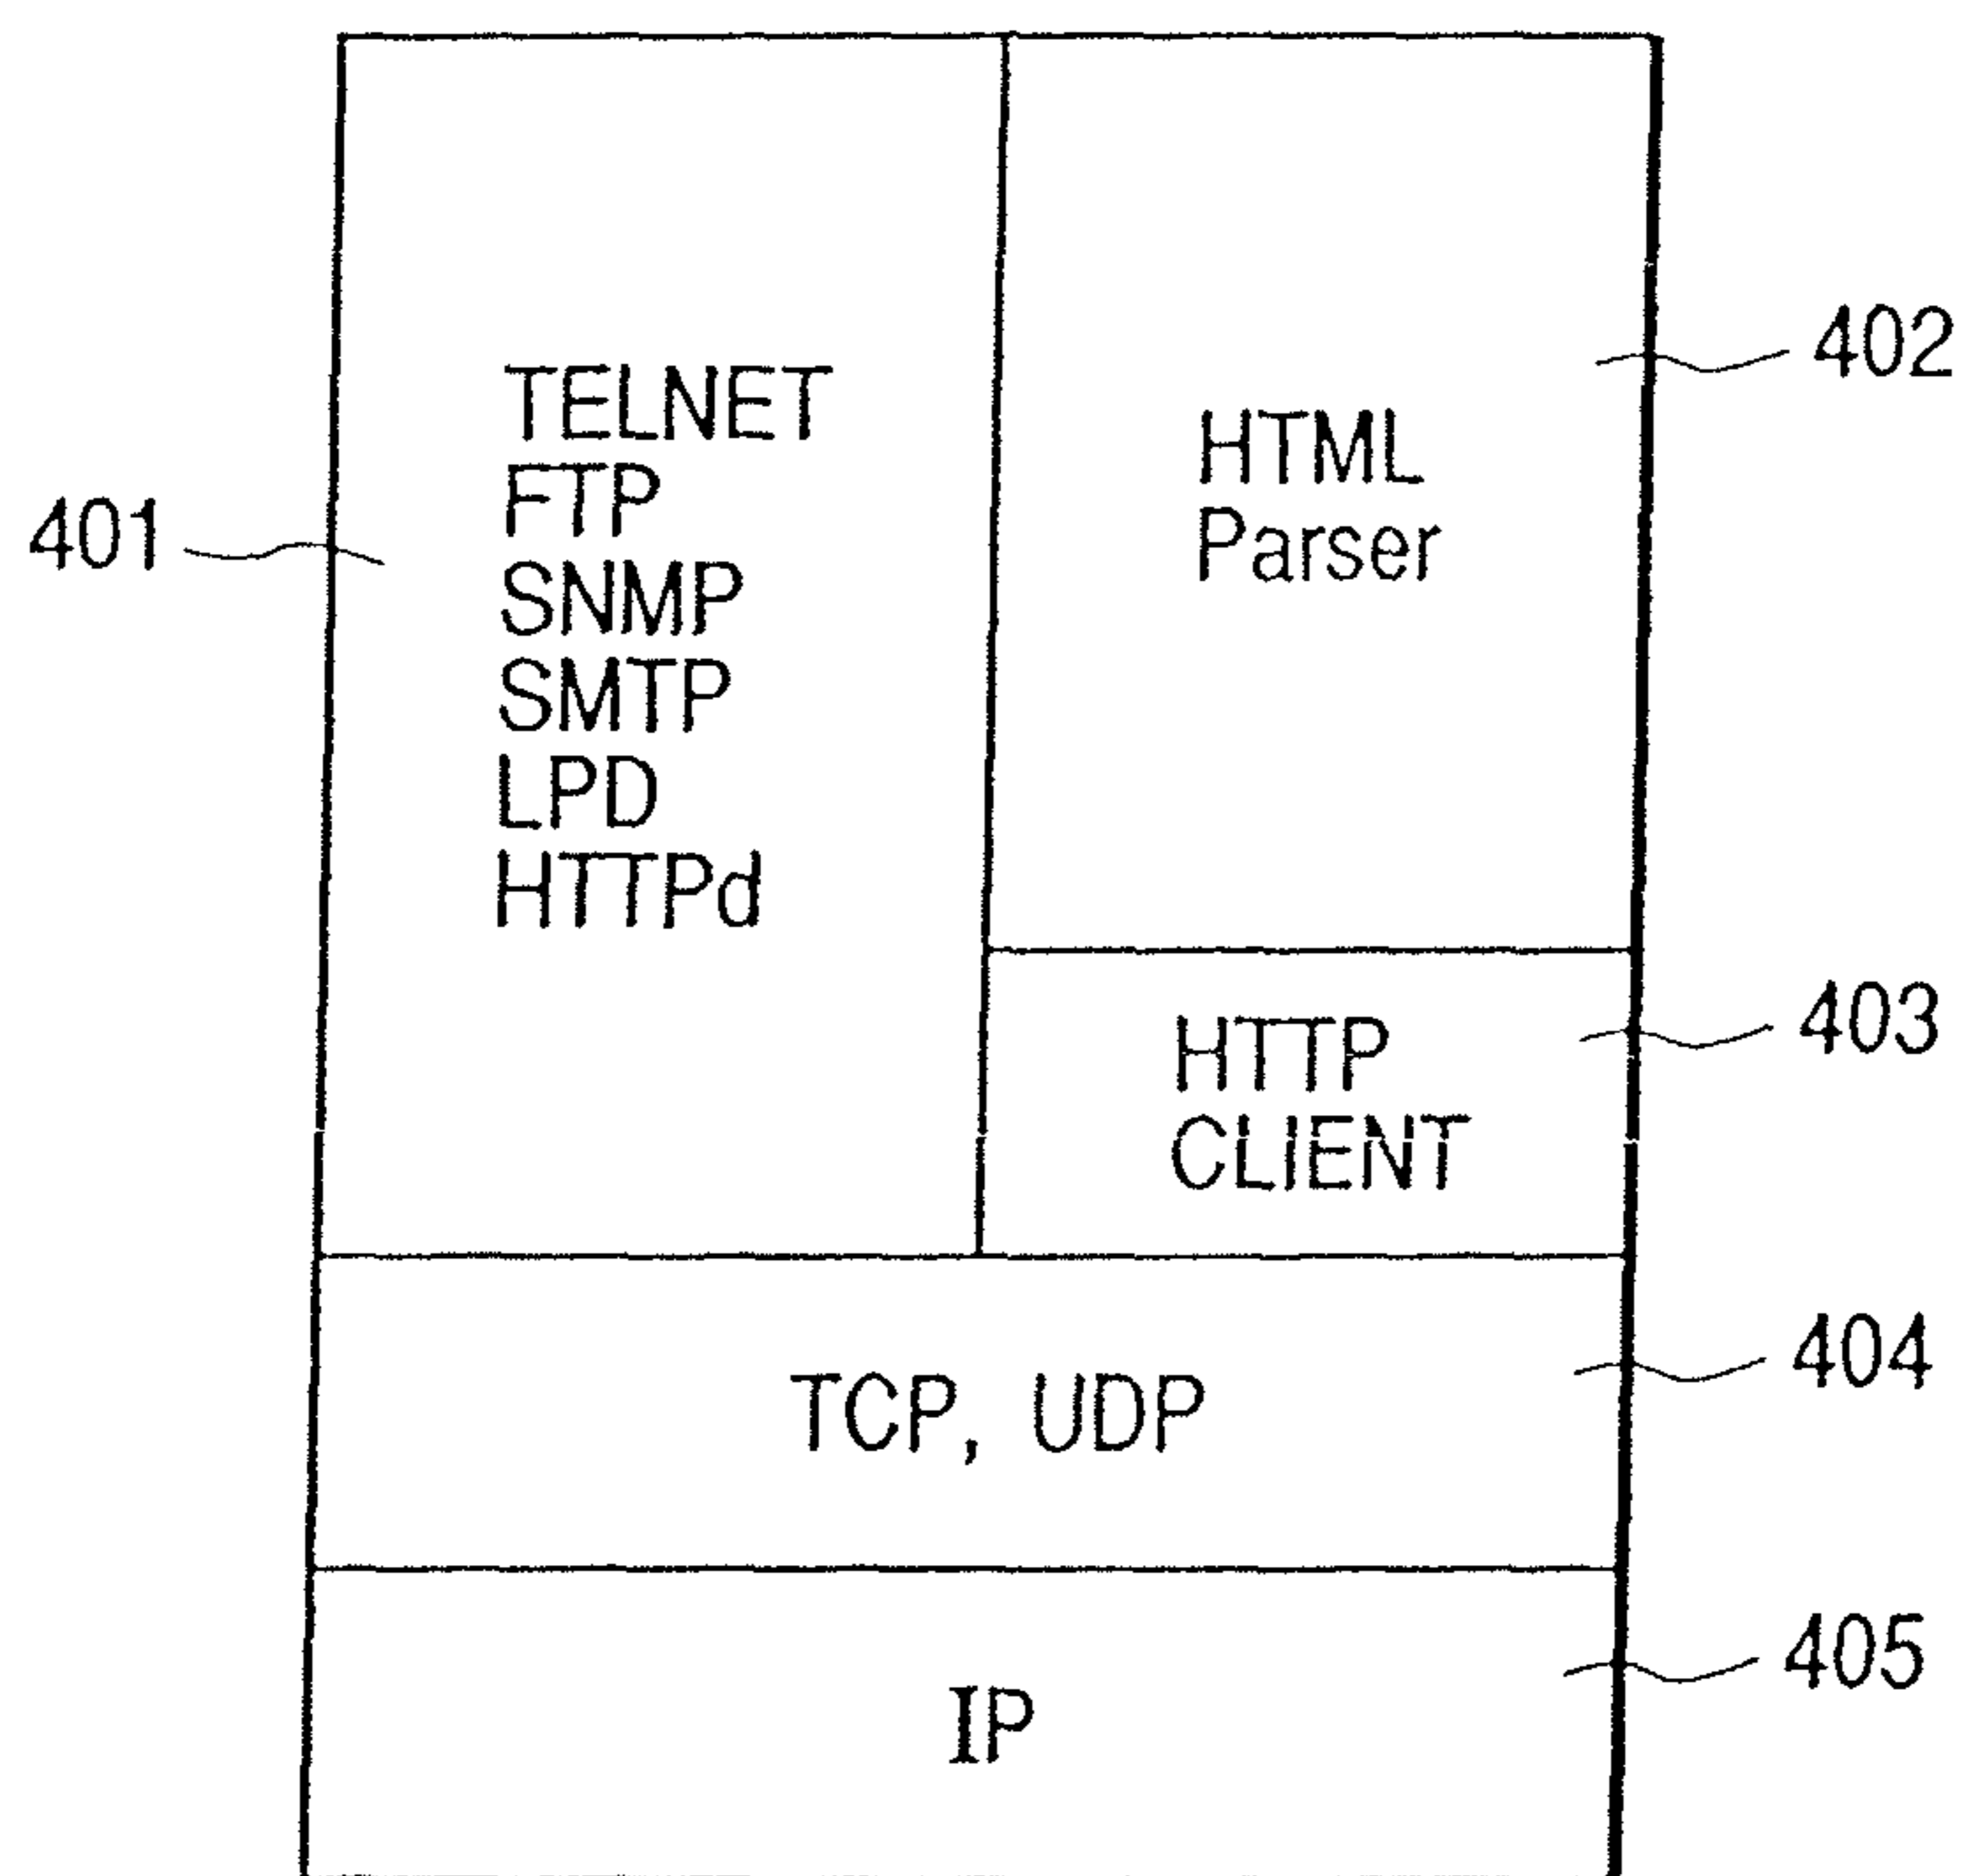 402
TELNET
FTP
SNMP
SMTP
LPD
HTTPd
401
HTML
Parser
HTTP
CLIENT
403
TCP, UDP
404
IP
405